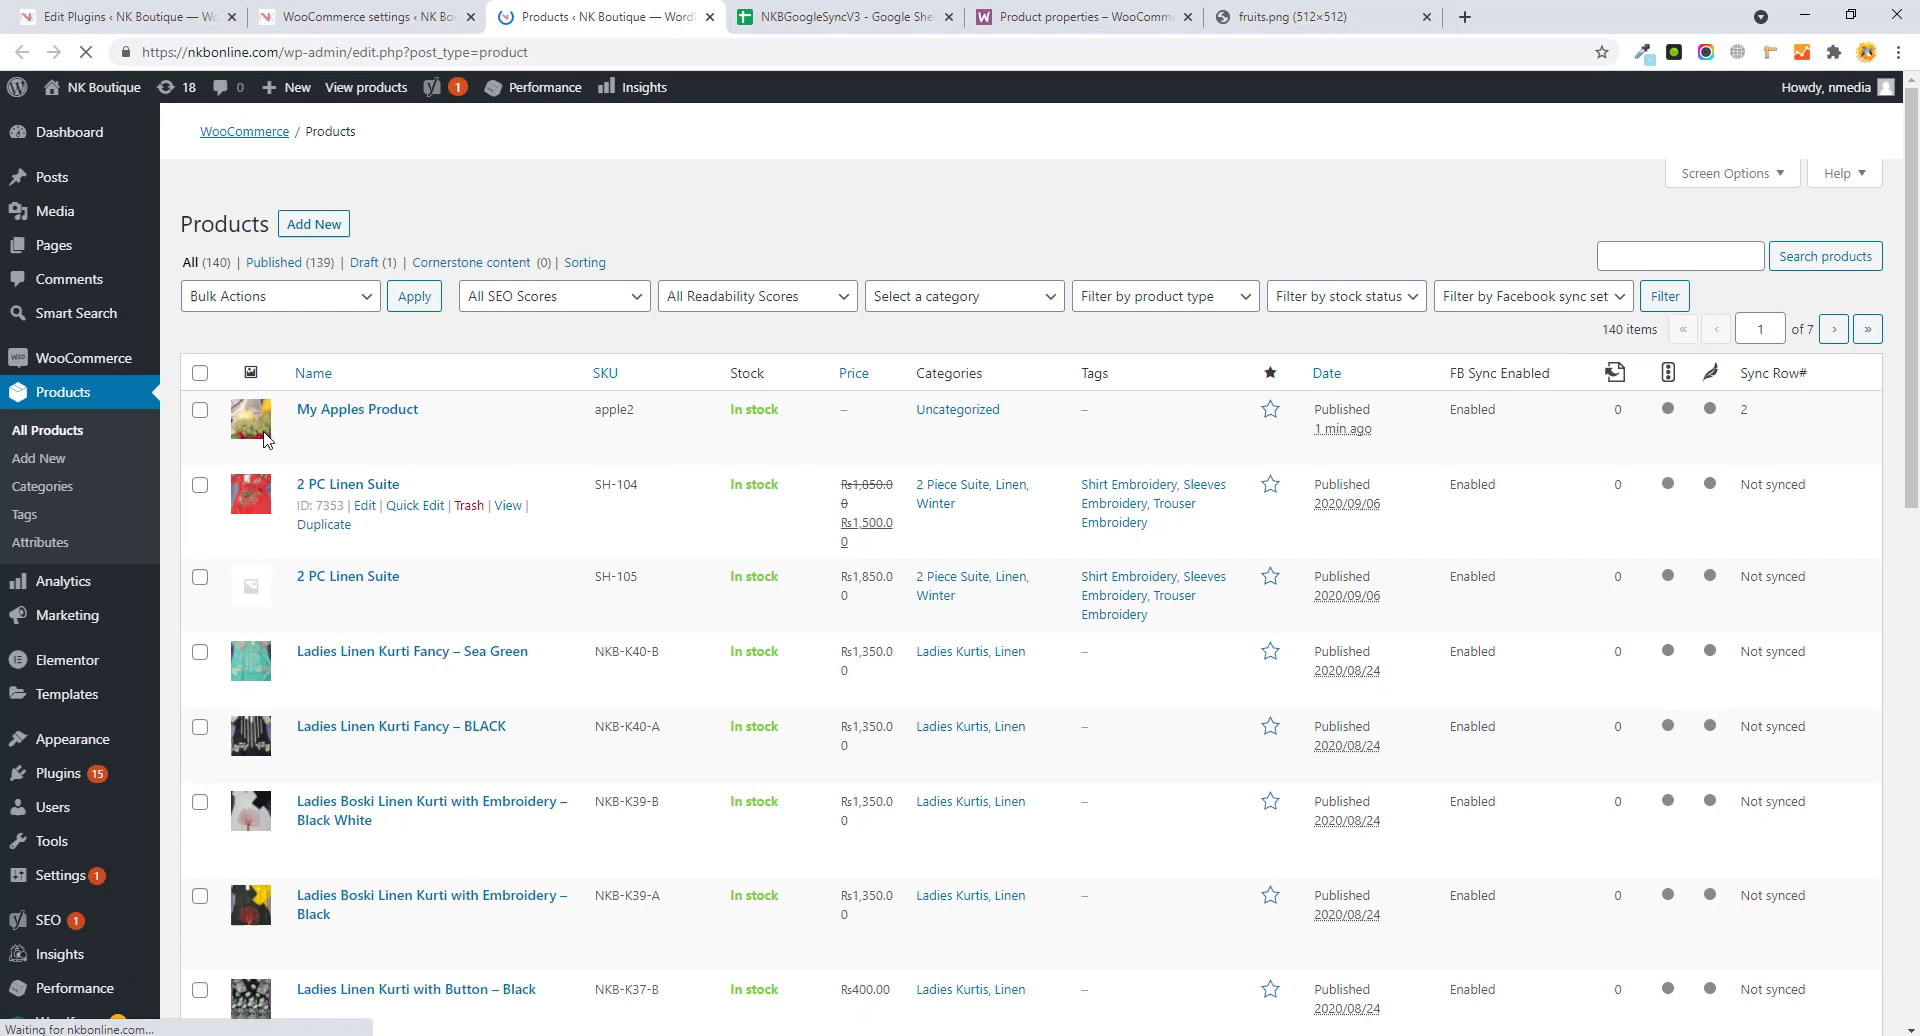 Edit Plugins ‹ NK Boutique — Wo
WooCommerce settings ‹ NK Bo
Products ‹ NK Boutique — Word
NKBGoogleSyncV3 - Google She
Product properties – WooComm
fruits.png (512×512)
https://nkbonline.com/wp-admin/edit.php?post_type=product
NK Boutique 18 0 New View products 1 Performance Insights Howdy, nmedia
Dashboard
Posts
Media
Pages
Comments
Smart Search
WooCommerce
Products
All Products
Add New
Categories
Tags
Attributes
Analytics
Marketing
Elementor
Templates
Appearance
Plugins 15
Users
Tools
Settings 1
SEO 1
Insights
Performance
WooCommerce / Products
Screen Options Help
Products Add New
All (140) | Published (139) | Draft (1) | Cornerstone content (0) | Sorting
Search products
Bulk Actions Apply All SEO Scores All Readability Scores Select a category Filter by product type Filter by stock status Filter by Facebook sync set Filter
140 items « ‹ 1 of 7 › »
Name SKU Stock Price Categories Tags Date FB Sync Enabled Sync Row#
My Apples Product apple2 In stock – Uncategorized – Published Enabled 0 2
1 min ago
2 PC Linen Suite SH-104 In stock Rs1,850.0 2 Piece Suite, Linen, Shirt Embroidery, Sleeves Published Enabled 0 Not synced
ID: 7353 | Edit | Quick Edit | Trash | View | 0 Winter Embroidery, Trouser 2020/09/06
Duplicate Rs1,500.0 Embroidery
0
2 PC Linen Suite SH-105 In stock Rs1,850.0 2 Piece Suite, Linen, Shirt Embroidery, Sleeves Published Enabled 0 Not synced
0 Winter Embroidery, Trouser 2020/09/06
Embroidery
Ladies Linen Kurti Fancy – Sea Green NKB-K40-B In stock Rs1,350.0 Ladies Kurtis, Linen – Published Enabled 0 Not synced
0 2020/08/24
Ladies Linen Kurti Fancy – BLACK NKB-K40-A In stock Rs1,350.0 Ladies Kurtis, Linen – Published Enabled 0 Not synced
0 2020/08/24
Ladies Boski Linen Kurti with Embroidery – NKB-K39-B In stock Rs1,350.0 Ladies Kurtis, Linen – Published Enabled 0 Not synced
Black White 0 2020/08/24
Ladies Boski Linen Kurti with Embroidery – NKB-K39-A In stock Rs1,350.0 Ladies Kurtis, Linen – Published Enabled 0 Not synced
Black 0 2020/08/24
Ladies Linen Kurti with Button – Black NKB-K37-B In stock Rs400.00 Ladies Kurtis, Linen – Published Enabled 0 Not synced
2020/08/24
Waiting for nkbonline.com...